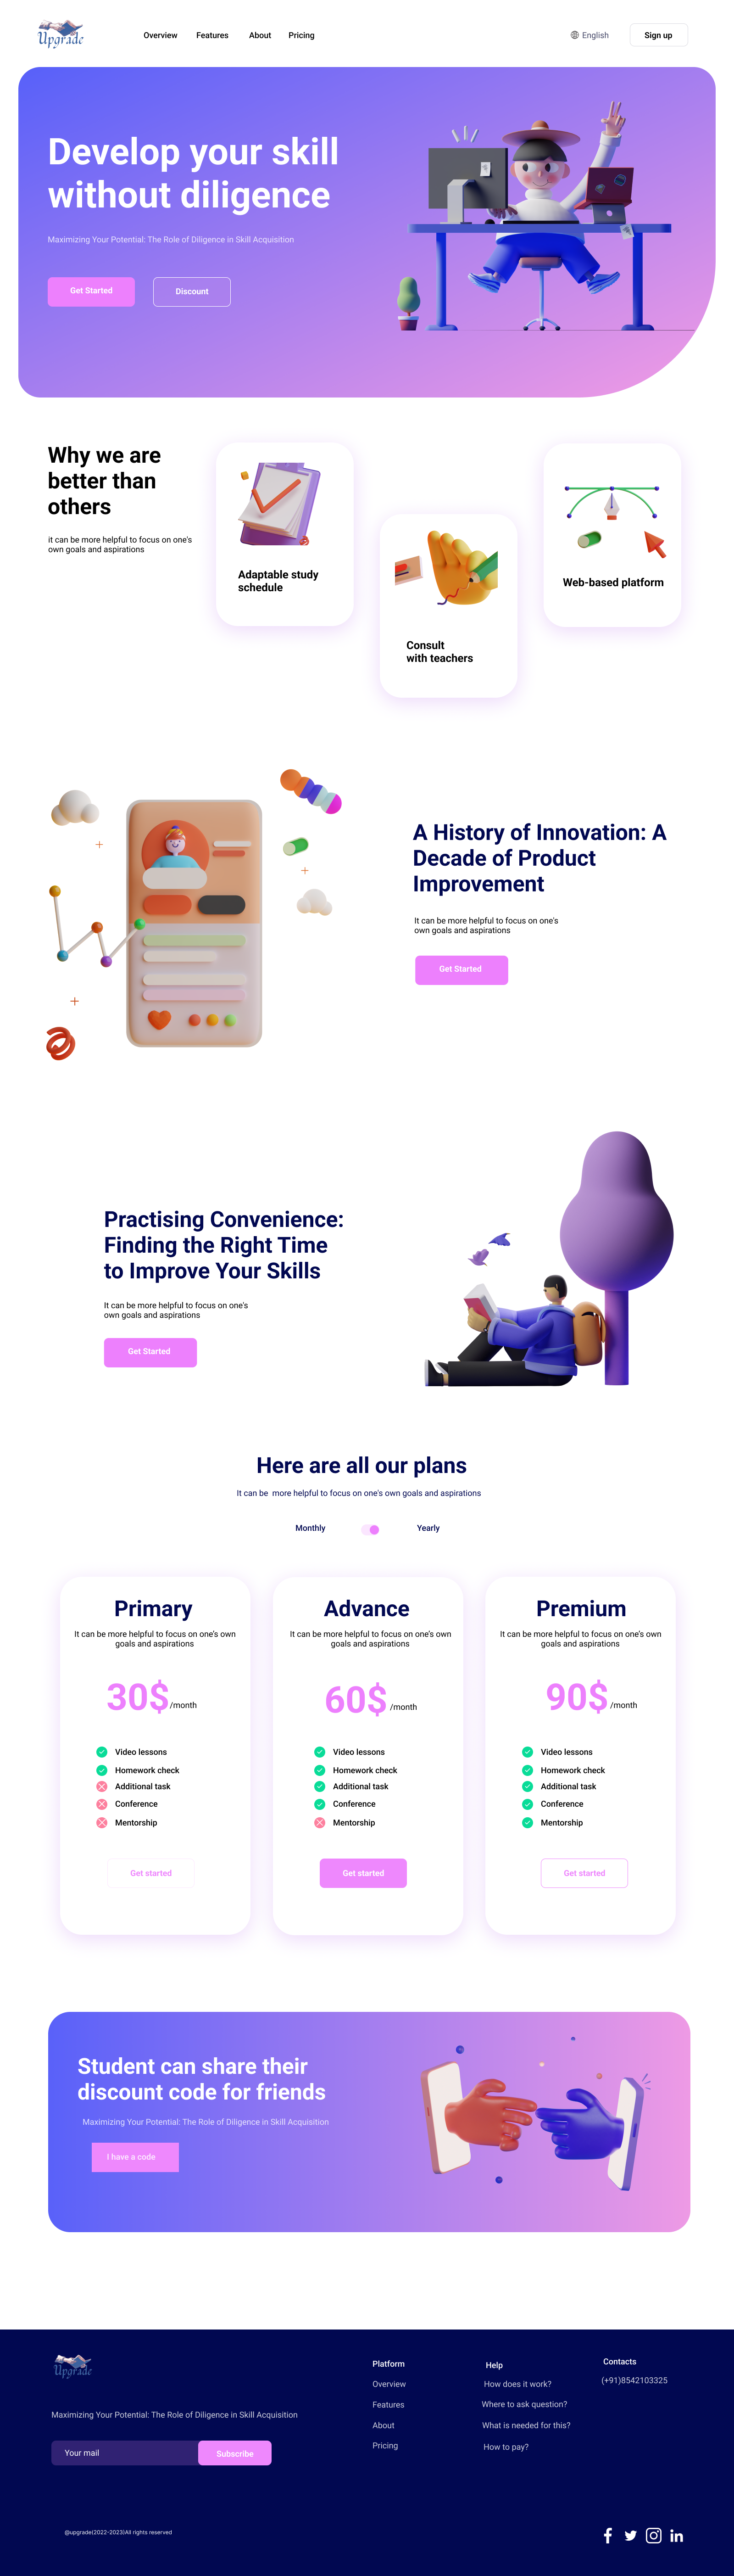 Upgrade
Overview Features About Pricing
English
Sign up
Develop your skill
without diligence
Maximizing Your Potential: The Role of Diligence in Skill Acquisition
Get Started
Discount
Why we are
better than
others
it can be more helpful to focus on one's
own goals and aspirations
Adaptable study
schedule
Consult
with teachers
Web-based platform
A History of Innovation: A
Decade of Product
Improvement
It can be more helpful to focus on one's
own goals and aspirations
Get Started
Practising Convenience:
Finding the Right Time
to Improve Your Skills
It can be more helpful to focus on one's
own goals and aspirations
Get Started
Here are all our plans
It can be more helpful to focus on one's own goals and aspirations
Monthly
Yearly
Primary
It can be more helpful to focus on one's own
goals and aspirations
30$/month
Video lessons
Homework check
Additional task
Conference
Mentorship
Get started
Advance
It can be more helpful to focus on one's own
goals and aspirations
60$ /month
Video lessons
Homework check
Additional task
Conference
Mentorship
Get started
Premium
It can be more helpful to focus on one's own
goals and aspirations
90$ /month
Video lessons
Homework check
Additional task
Conference
Mentorship
Get started
Student can share their
discount code for friends
Maximizing Your Potential: The Role of Diligence in Skill Acquisition
I have a code
Upgrade
Maximizing Your Potential: The Role of Diligence in Skill Acquisition
Your mail
Subscribe
Platform
Overview
Features
About
Pricing
Help
How does it work?
Where to ask question?
What is needed for this?
How to pay?
Contacts
(+91)8542103325
@upgrade(2022-2023)All rights reserved